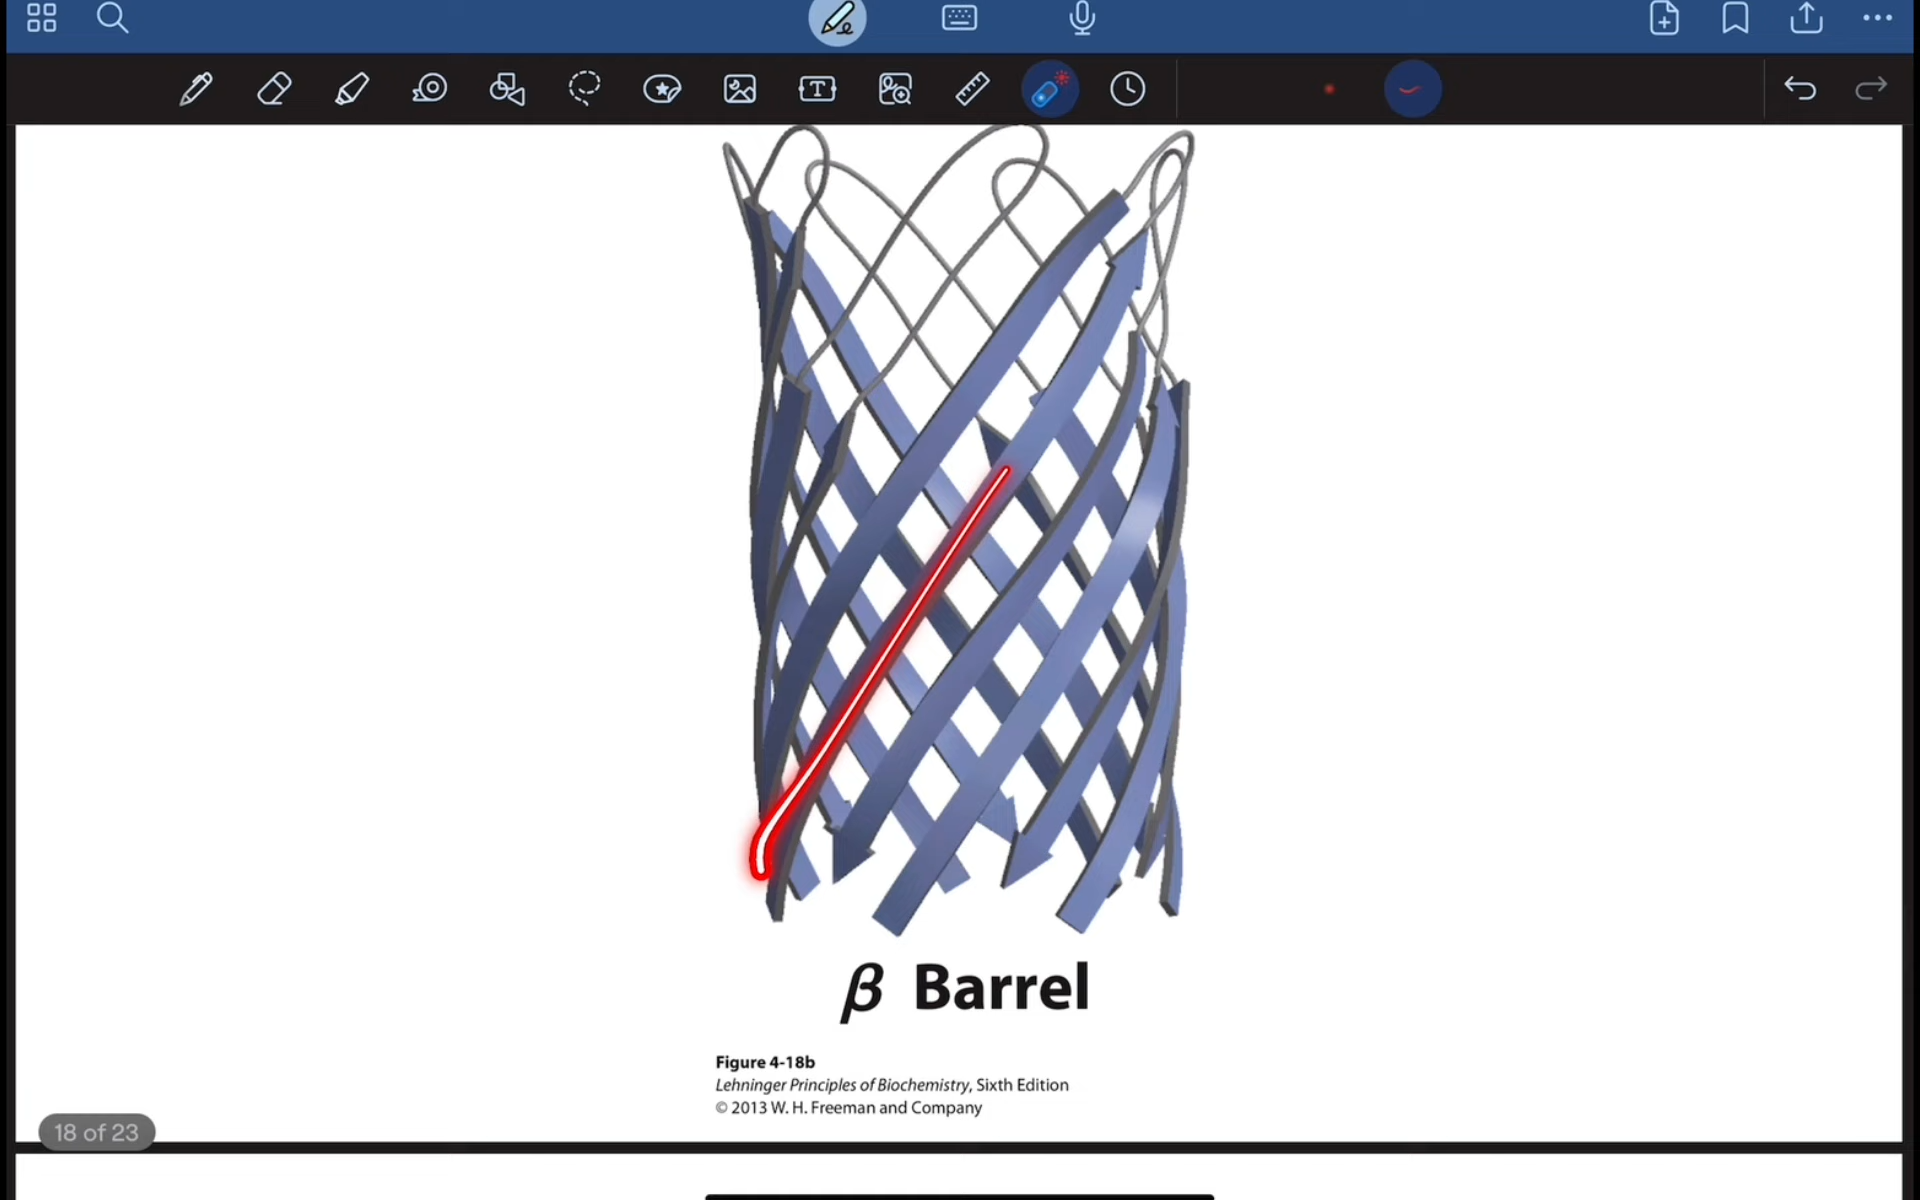 T
β Barrel
Figure 4-18b
Lehninger Principles of Biochemistry, Sixth Edition
© 2013 W. H. Freeman and Company
18 of 23